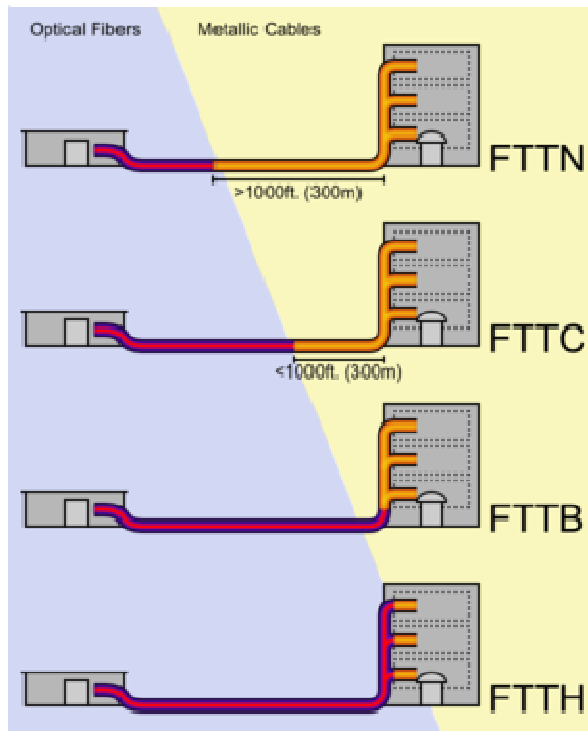 Optical Fibers
Metallic Cables
FTTN
>1000ft. (300m)
FTTC
<1000ft. (300m)
FTTB
FTTH